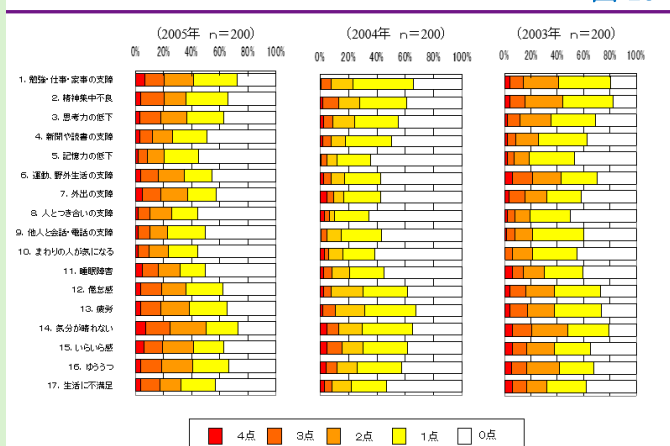 (2005年 n=200) (2004年 n=200) (2003年 n=200)
0% 20% 40% 60% 80% 100% 0% 20% 40% 60% 80% 100% 0% 20% 40% 60% 80% 100%
1. 勉強・仕事・家事の支障
2. 精神集中不良
3. 思考力の低下
4. 新聞や読書の支障
5. 記憶力の低下
6. 運動、野外生活の支障
7. 外出の支障
8. 人とつき合いの支障
9. 他人と会話・電話の支障
10. まわりの人が気になる
11. 睡眠障害
12. 倦怠感
13. 疲労
14. 気分が晴れない
15. いらいら感
16. ゆううつ
17. 生活に不満足
4点 3点 2点 1点 0点